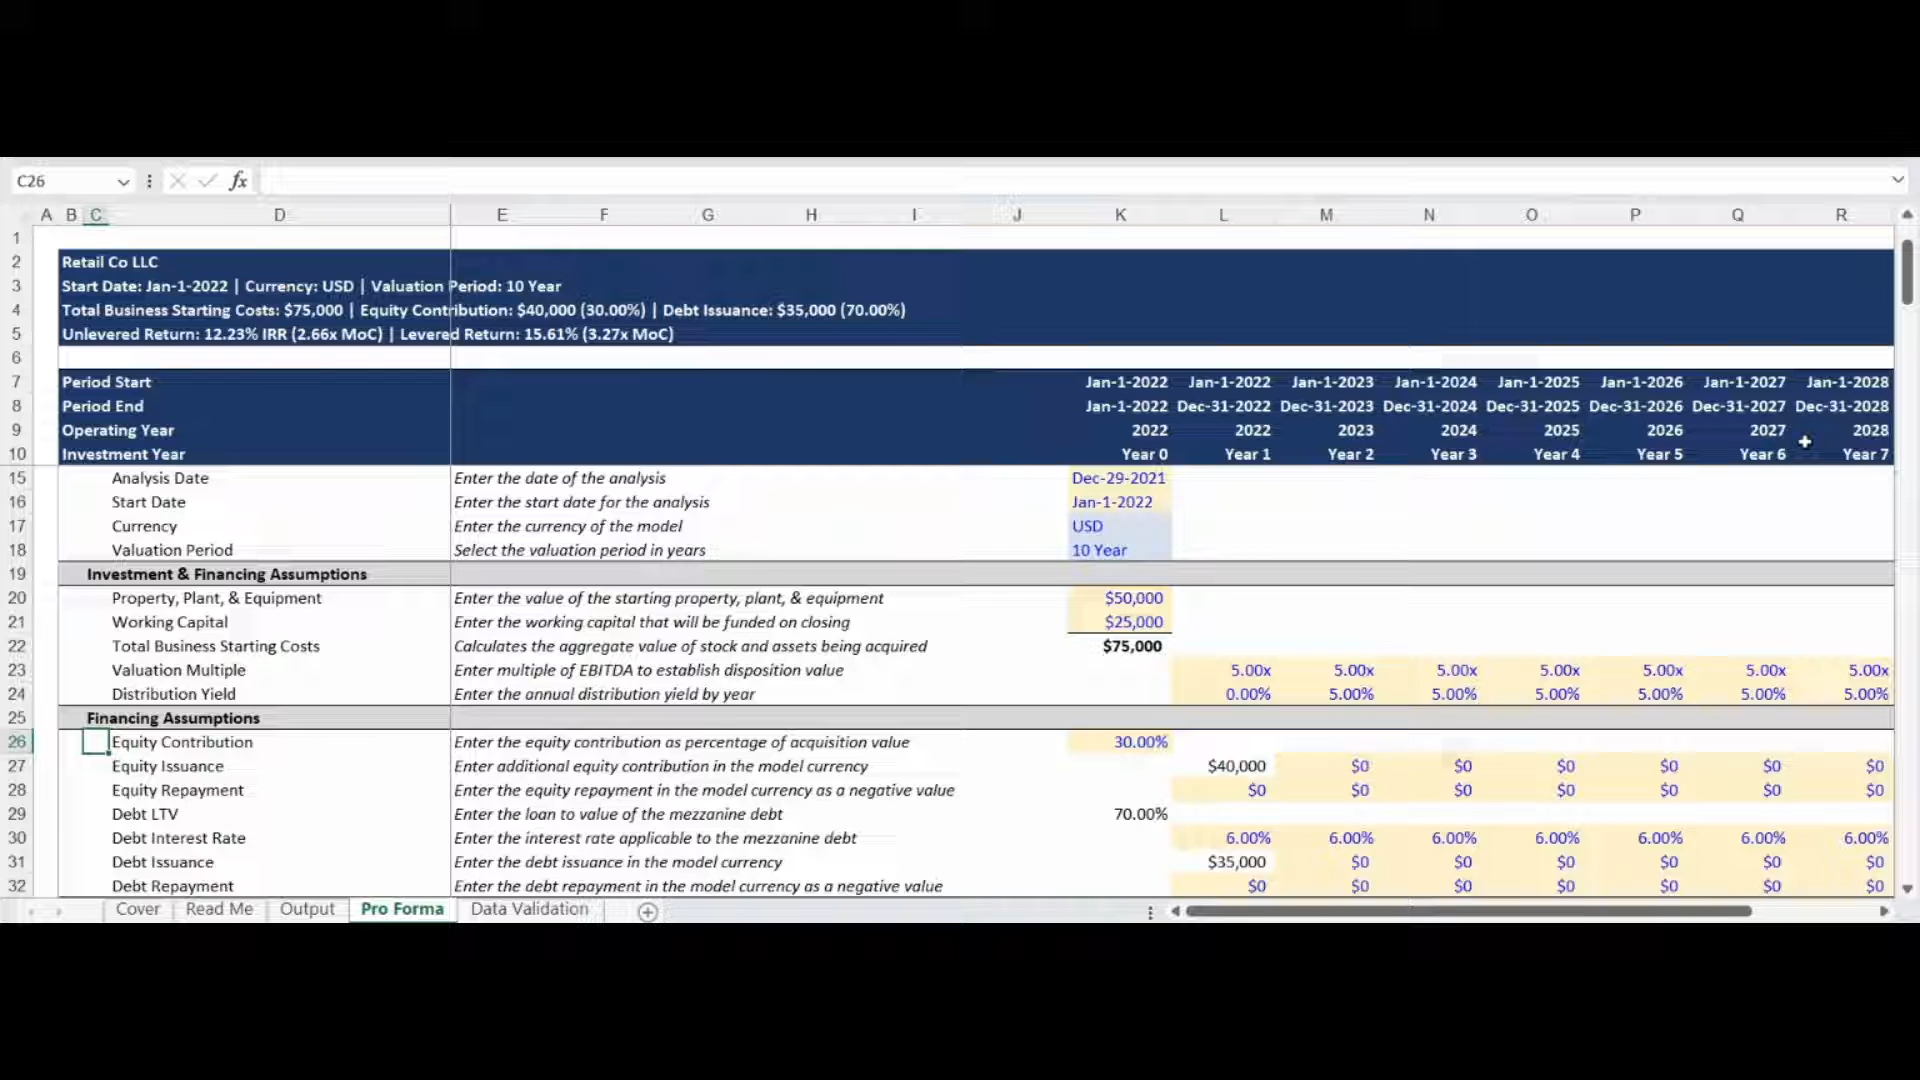 C26 fx
A B C D E F G H I J K L M N O P Q R
1
2 Retail Co LLC
3 Start Date: Jan-1-2022 | Currency: USD | Valuation Period: 10 Year
4 Total Business Starting Costs: $75,000 | Equity Contribution: $40,000 (30.00%) | Debt Issuance: $35,000 (70.00%)
5 Unlevered Return: 12.23% IRR (2.66x MoC) | Levered Return: 15.61% (3.27x MoC)
6
7 Period Start Jan-1-2022 Jan-1-2022 Jan-1-2023 Jan-1-2024 Jan-1-2025 Jan-1-2026 Jan-1-2027 Jan-1-2028
8 Period End Jan-1-2022 Dec-31-2022 Dec-31-2023 Dec-31-2024 Dec-31-2025 Dec-31-2026 Dec-31-2027 Dec-31-2028
9 Operating Year 2022 2022 2023 2024 2025 2026 2027 2028
10 Investment Year Year 0 Year 1 Year 2 Year 3 Year 4 Year 5 Year 6 Year 7
15 Analysis Date Enter the date of the analysis Dec-29-2021
16 Start Date Enter the start date for the analysis Jan-1-2022
17 Currency Enter the currency of the model USD
18 Valuation Period Select the valuation period in years 10 Year
19 Investment & Financing Assumptions
20 Property, Plant, & Equipment Enter the value of the starting property, plant, & equipment $50,000
21 Working Capital Enter the working capital that will be funded on closing $25,000
22 Total Business Starting Costs Calculates the aggregate value of stock and assets being acquired $75,000
23 Valuation Multiple Enter multiple of EBITDA to establish disposition value 5.00x 5.00x 5.00x 5.00x 5.00x 5.00x 5.00x
24 Distribution Yield Enter the annual distribution yield by year 0.00% 5.00% 5.00% 5.00% 5.00% 5.00% 5.00%
25 Financing Assumptions
26 Equity Contribution Enter the equity contribution as percentage of acquisition value 30.00%
27 Equity Issuance Enter additional equity contribution in the model currency $40,000 $0 $0 $0 $0 $0 $0
28 Equity Repayment Enter the equity repayment in the model currency as a negative value $0 $0 $0 $0 $0 $0 $0
29 Debt LTV Enter the loan to value of the mezzanine debt 70.00%
30 Debt Interest Rate Enter the interest rate applicable to the mezzanine debt 6.00% 6.00% 6.00% 6.00% 6.00% 6.00% 6.00%
31 Debt Issuance Enter the debt issuance in the model currency $35,000 $0 $0 $0 $0 $0 $0
32 Debt Repayment Enter the debt repayment in the model currency as a negative value $0 $0 $0 $0 $0 $0 $0
Cover Read Me Output Pro Forma Data Validation